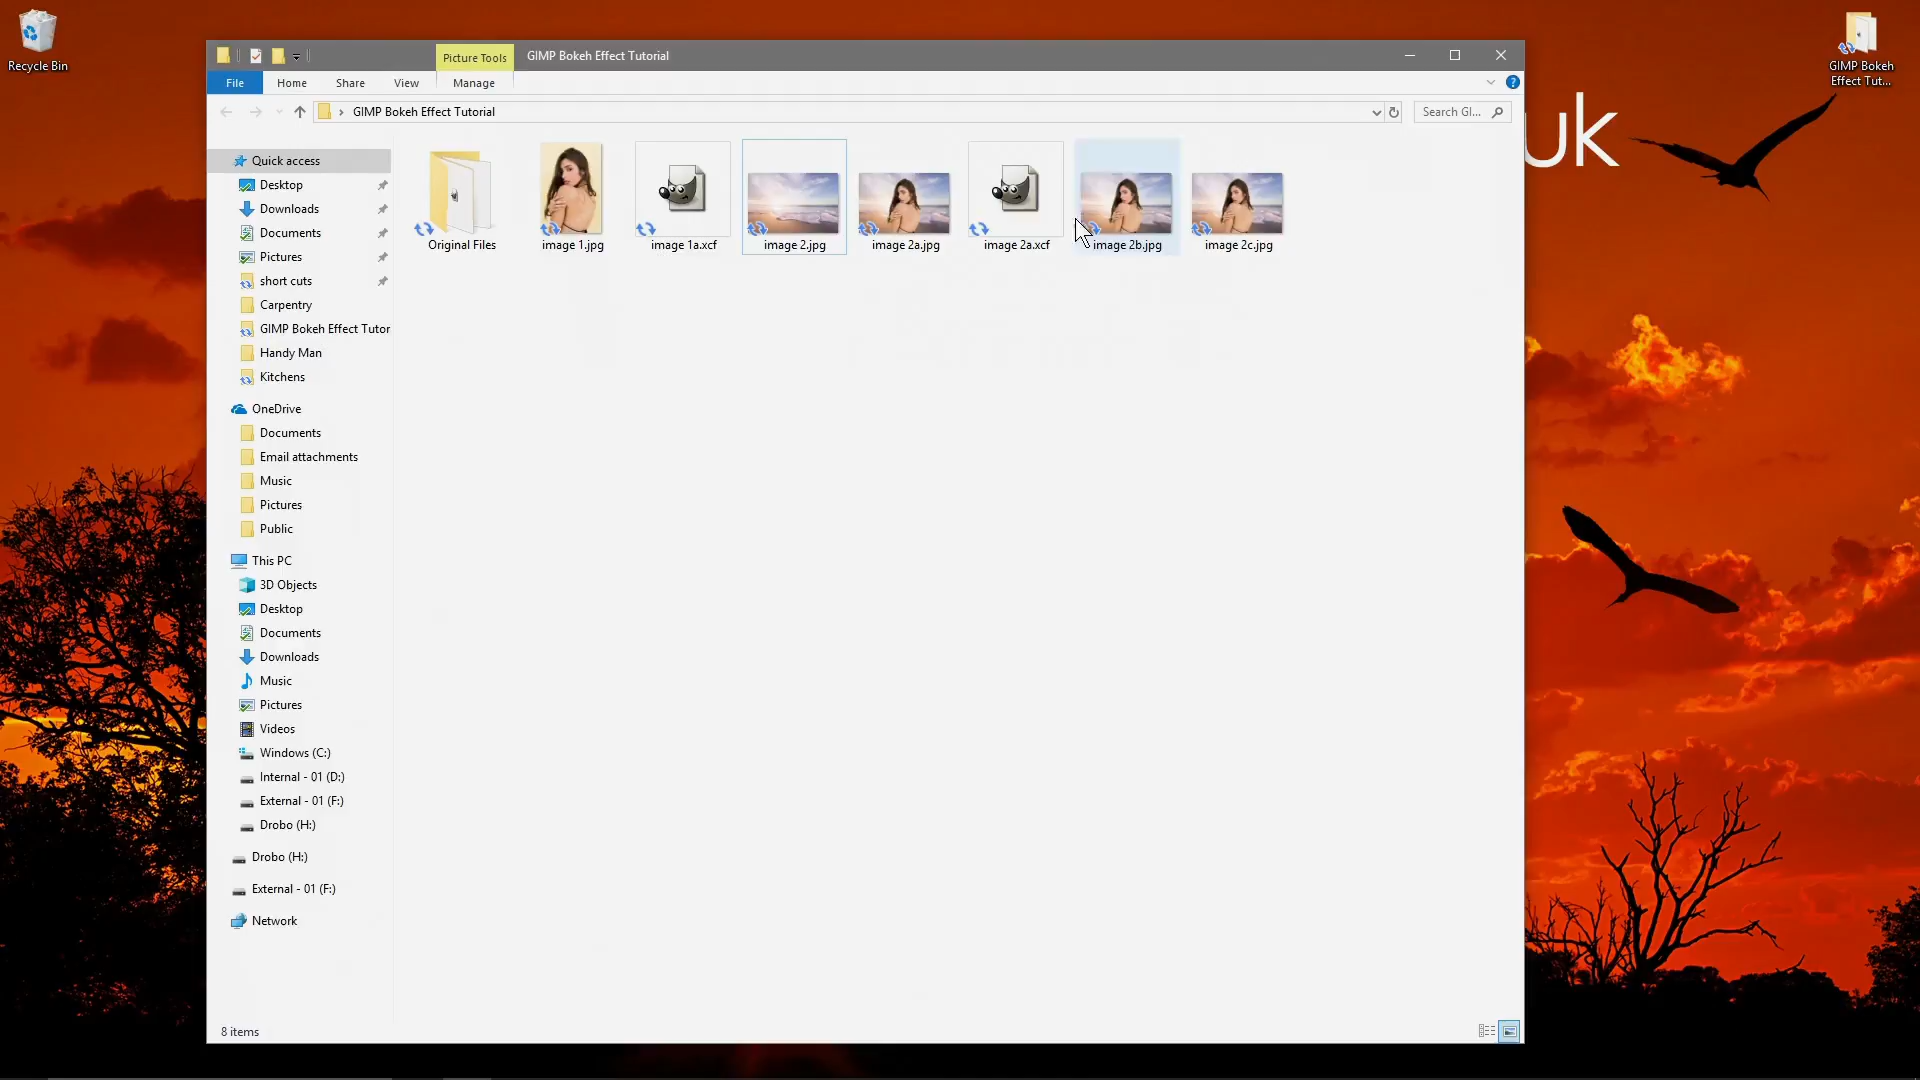 Recycle Bin
GIMP Bokeh
Effect Tut...
uk
Picture Tools
GIMP Bokeh Effect Tutorial
File
Home
Share
View
Manage
GIMP Bokeh Effect Tutorial
Search GI...
Quick access
Desktop
Downloads
Documents
Pictures
short cuts
Carpentry
GIMP Bokeh Effect Tutor
Handy Man
Kitchens
OneDrive
Documents
Email attachments
Music
Pictures
Public
This PC
3D Objects
Desktop
Documents
Downloads
Music
Pictures
Videos
Windows (C:)
Internal - 01 (D:)
External - 01 (F:)
Drobo (H:)
Drobo (H:)
External - 01 (F:)
Network
Original Files
image 1.jpg
image 1a.xcf
image 2.jpg
image 2a.jpg
image 2a.xcf
image 2b.jpg
image 2c.jpg
8 items